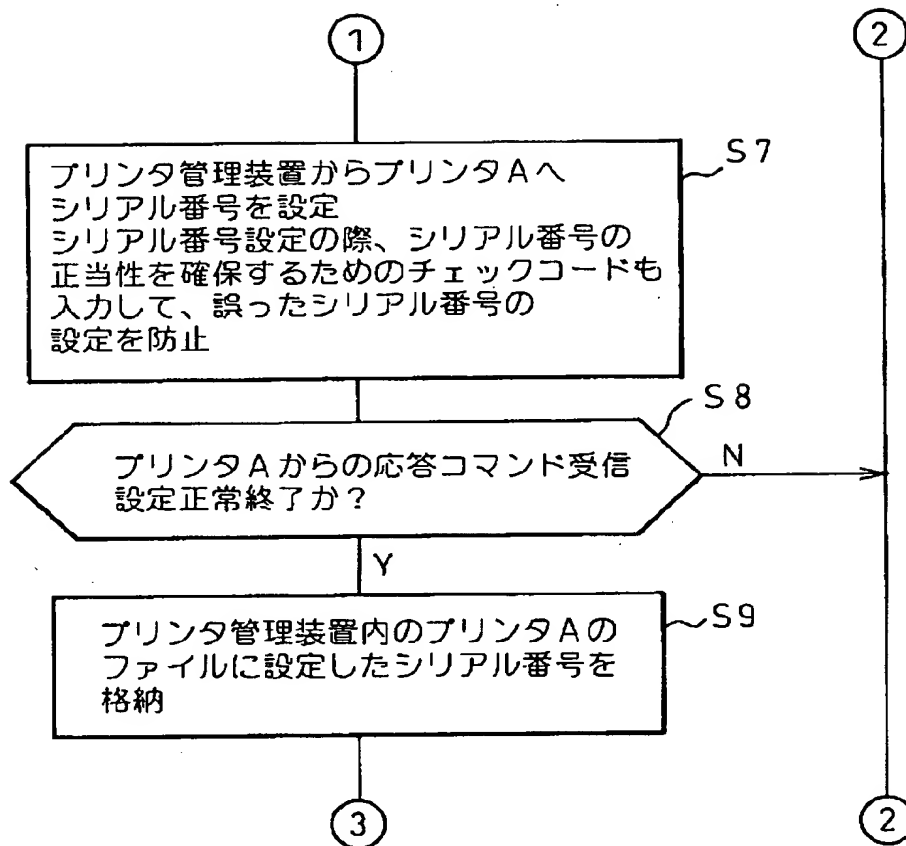 1
2
S7
プリンタ管理装置からプリンタAへ
シリアル番号を設定
シリアル番号設定の際、シリアル番号の
正当性を確保するためのチェックコードも
入力して、誤ったシリアル番号の
設定を防止
S8
プリンタAからの応答コマンド受信
設定正常終了か?
N
Y
S9
プリンタ管理装置内のプリンタAの
ファイルに設定したシリアル番号を
格納
3
2